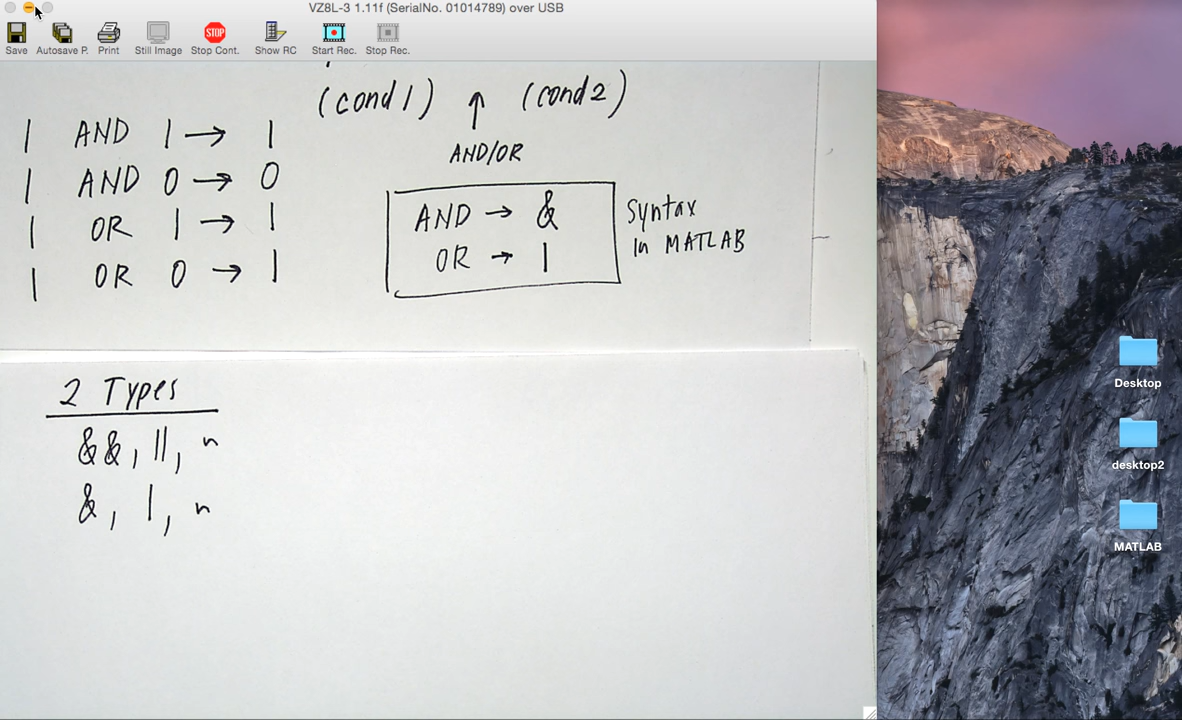 VZ8L-3 1.11f (SerialNo. 01014789) over USB
Save Autosave P. Print Still Image Stop Cont. Show RC Start Rec. Stop Rec.
STOP
(cond 1) ↑ (cond 2)
AND/OR
1 AND 1 → 1
1 AND 0 → 0
1 OR 1 → 1
1 OR 0 → 1
AND → &
OR → |
Syntax
in MATLAB
2 Types
&&, ||, ~
&, |, ~
Desktop
desktop2
MATLAB